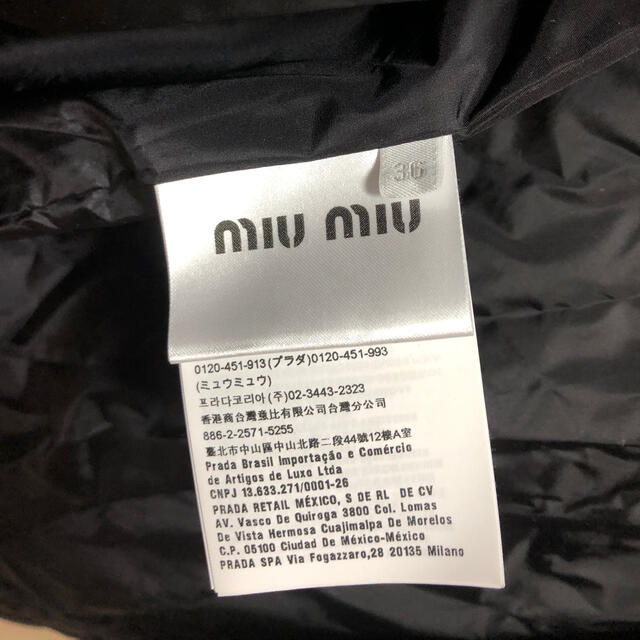 36
miu miu
0120-451-913(プラダ)0120-451-993
(ミュウミュウ)
프라다코리아(주)02-3443-2323
香港商台灣壹比有限公司台灣分公司
886-2-2571-5255
臺北市中山區中山北路二段44號12樓A室
Prada Brasil Importação e Comércio
de Artigos de Luxo Ltda
CNPJ 13.633.271/0001-26
PRADA RETAIL MÉXICO, S DE RL DE CV
AV. Vasco De Quiroga 3800 Col. Lomas
De Vista Hermosa Cuajimalpa De Morelos
C.P. 05100 Ciudad De México-México
PRADA SPA Via Fogazzaro,28 20135 Milano